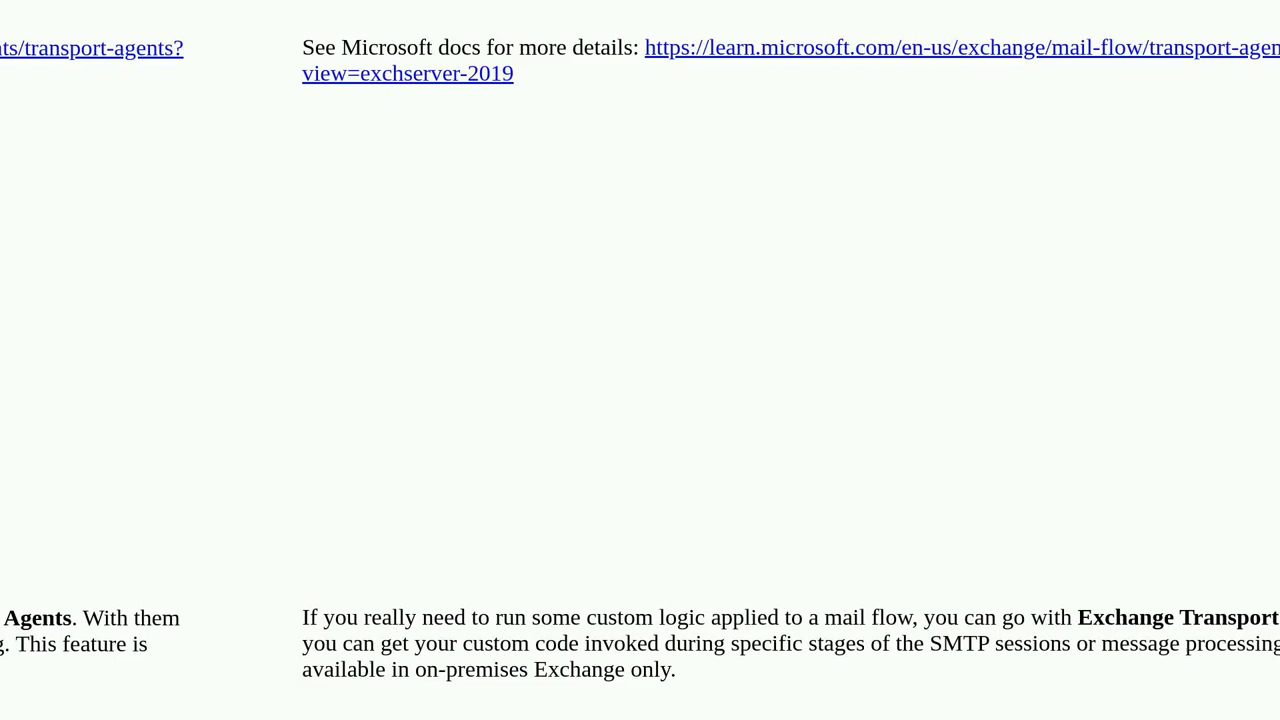 ts/transport-agents?
See Microsoft docs for more details: https://learn.microsoft.com/en-us/exchange/mail-flow/transport-agen
view=exchserver-2019
Agents. With them
g. This feature is
If you really need to run some custom logic applied to a mail flow, you can go with Exchange Transport
you can get your custom code invoked during specific stages of the SMTP sessions or message processing
available in on-premises Exchange only.